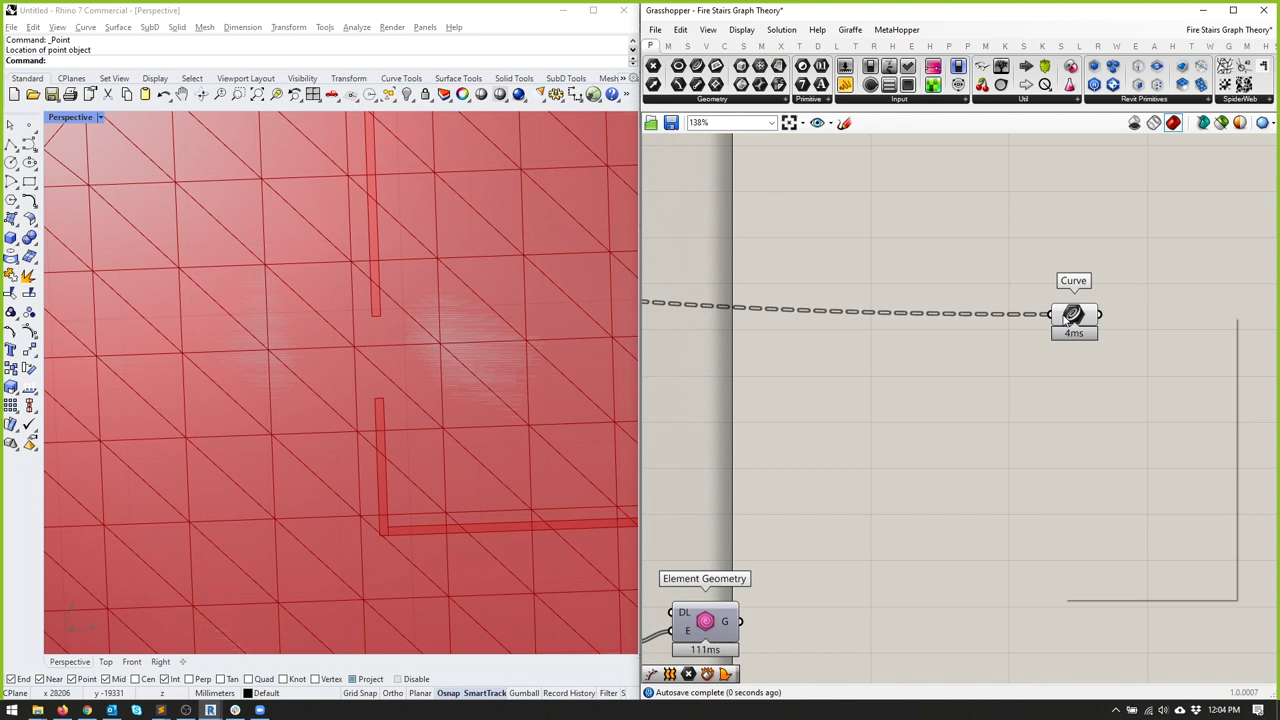 Untitled - Rhino 7 Commercial - [Perspective]
File Edit View Curve Surface SubD Solid Mesh Dimension Transform Tools Analyze Render Panels Help
Command: _Point
Location of point object
Command:
Standard CPlanes Set View Display Select Viewport Layout Visibility Transform Curve Tools Surface Tools Solid Tools SubD Tools Mesh
Perspective
Perspective Top Front Right
End Near Point Mid Cen Int Perp Tan Quad Knot Vertex Project Disable
CPlane x 28206 y -19331 z Millimeters Default Grid Snap Ortho Planar Osnap SmartTrack Gumball Record History Filter S
Grasshopper - Fire Stairs Graph Theory*
File Edit View Display Solution Help Giraffe MetaHopper Fire Stairs Graph Theory*
Geometry Primitive Input Util Revit Primitives SpiderWeb
138%
Curve
4ms
Element Geometry
DL
E
G
111ms
Autosave complete (0 seconds ago)
1.0.0007
12:04 PM